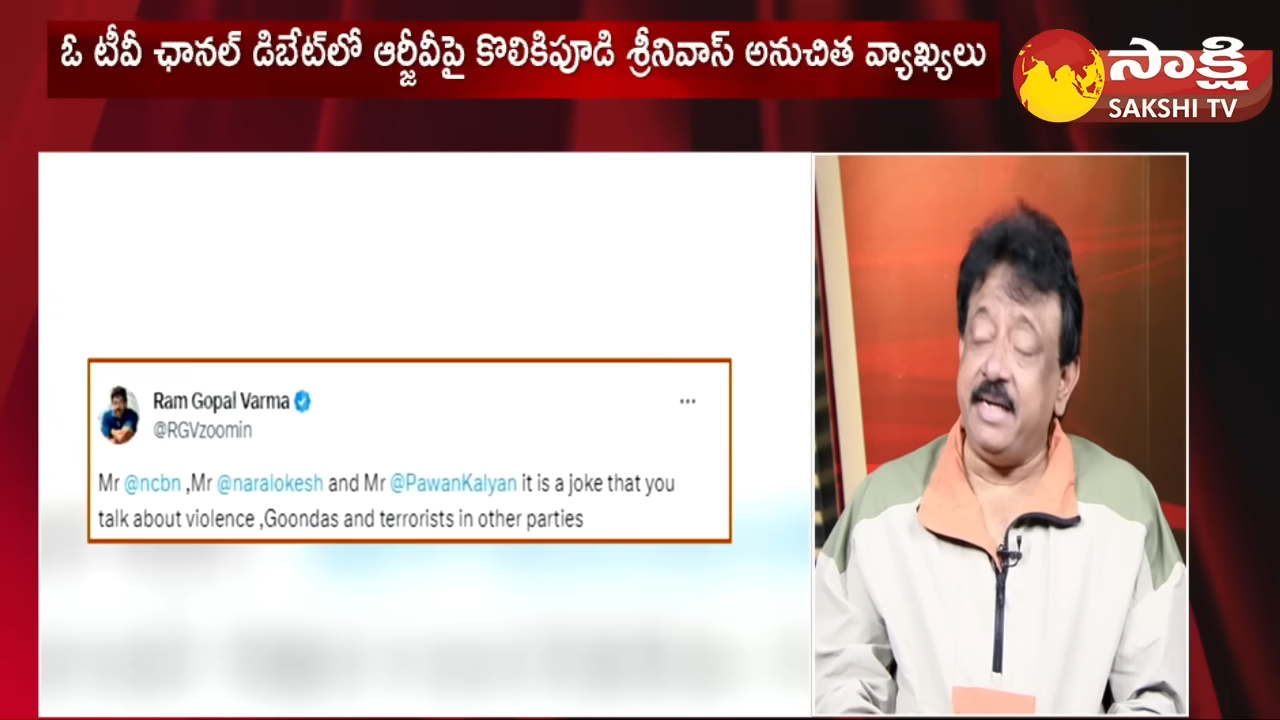 ఓ టీవీ ఛానల్ డిబేట్‌లో ఆర్జీవీపై కొలికిపూడి శ్రీనివాస్ అనుచిత వ్యాఖ్యలు
సాక్షి
SAKSHI TV
Ram Gopal Varma
@RGVzoomin
Mr @ncbn ,Mr @naralokesh and Mr @PawanKalyan it is a joke that you
talk about violence ,Goondas and terrorists in other parties